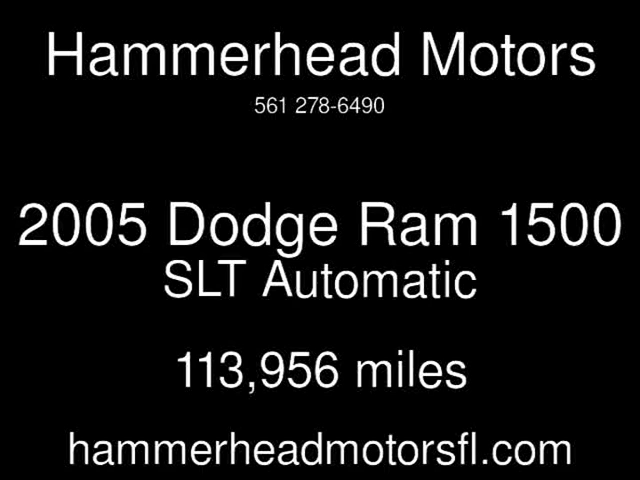 Hammerhead Motors
561 278-6490
2005 Dodge Ram 1500
SLT Automatic
113,956 miles
hammerheadmotorsfl.com